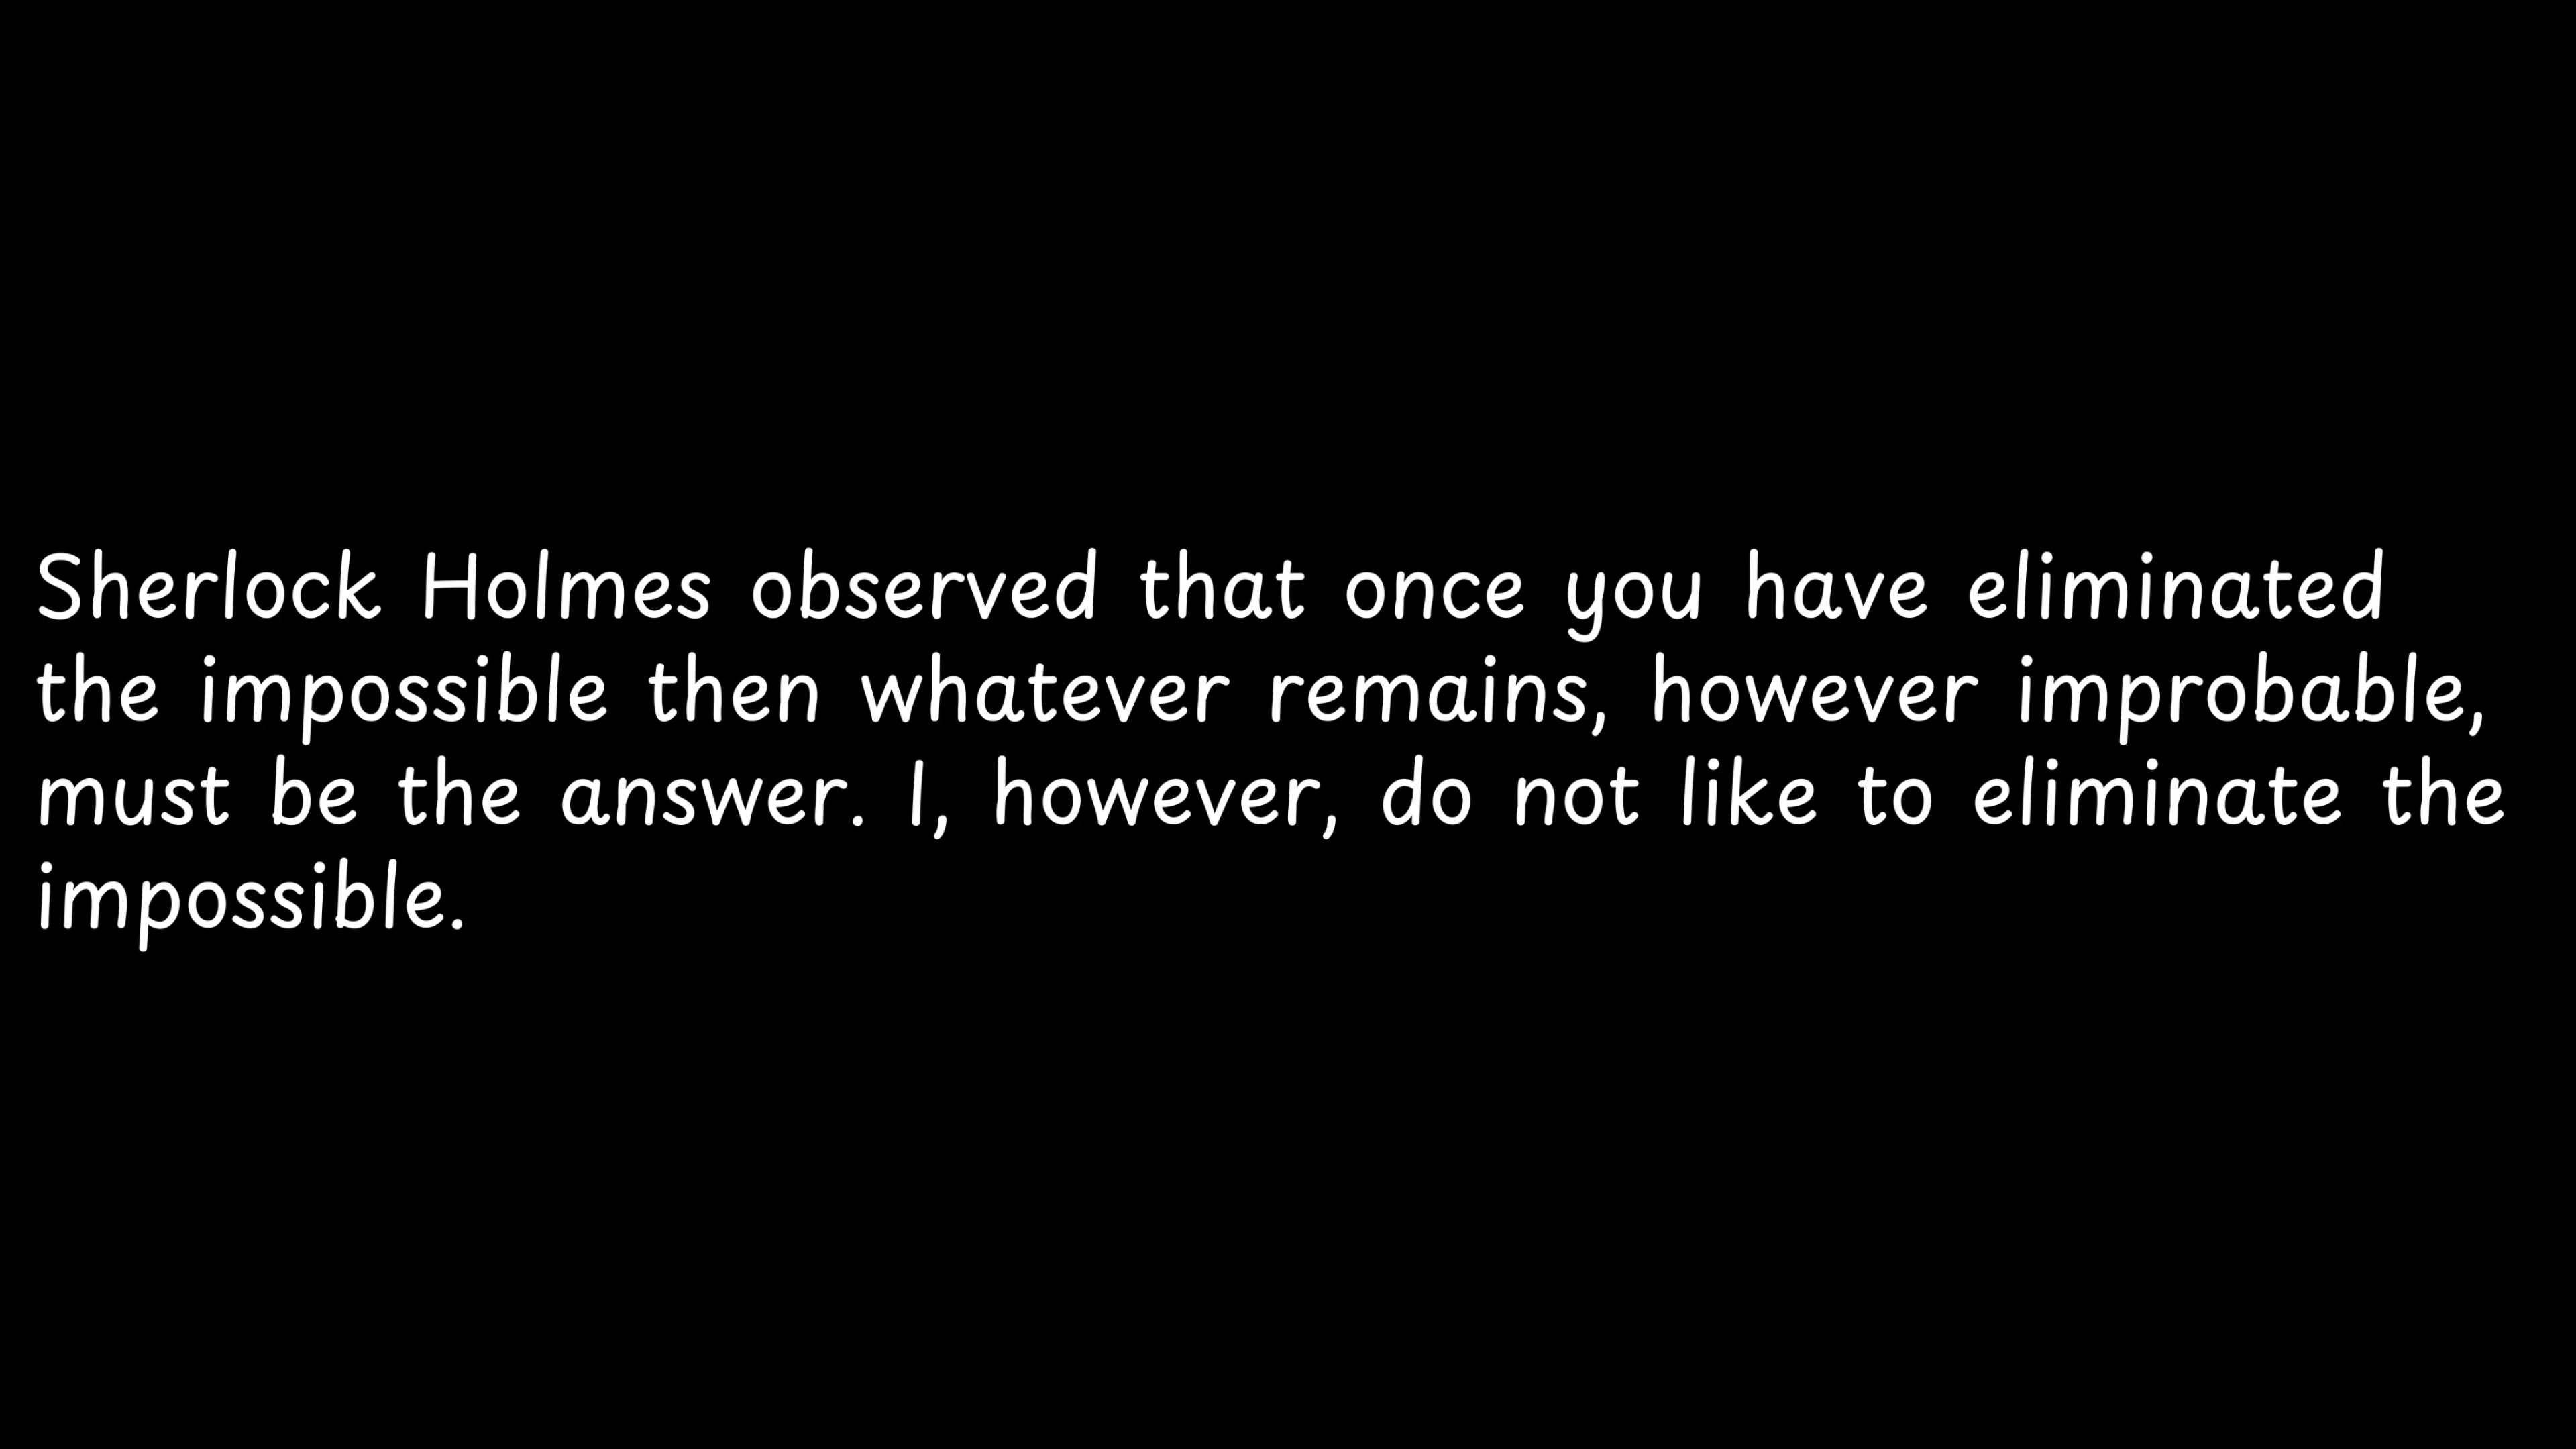 Sherlock Holmes observed that once you have eliminated
the impossible then whatever remains, however improbable,
must be the answer. I, however, do not like to eliminate the
impossible.